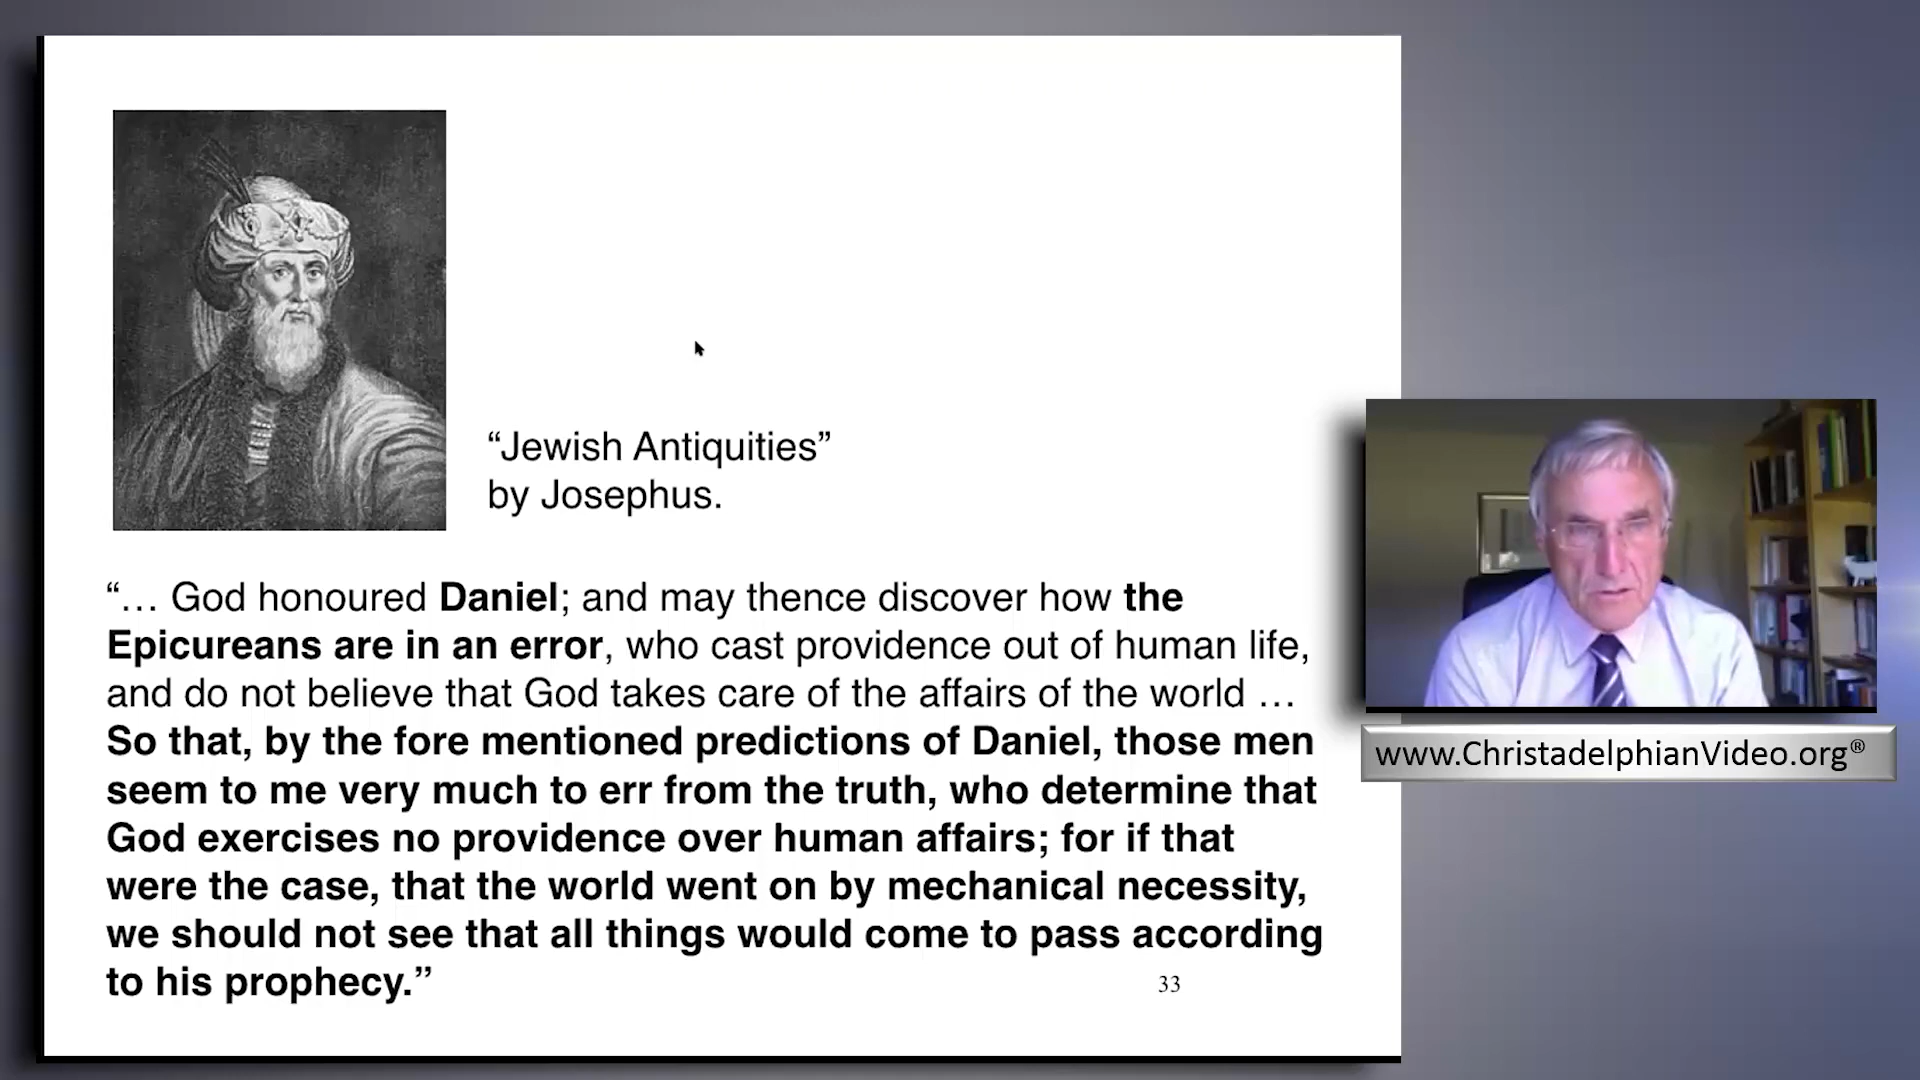 “Jewish Antiquities”
by Josephus.
“… God honoured Daniel; and may thence discover how the
Epicureans are in an error, who cast providence out of human life,
and do not believe that God takes care of the affairs of the world …
So that, by the fore mentioned predictions of Daniel, those men
seem to me very much to err from the truth, who determine that
God exercises no providence over human affairs; for if that
were the case, that the world went on by mechanical necessity,
we should not see that all things would come to pass according
to his prophecy.”
33
www.ChristadelphianVideo.org®